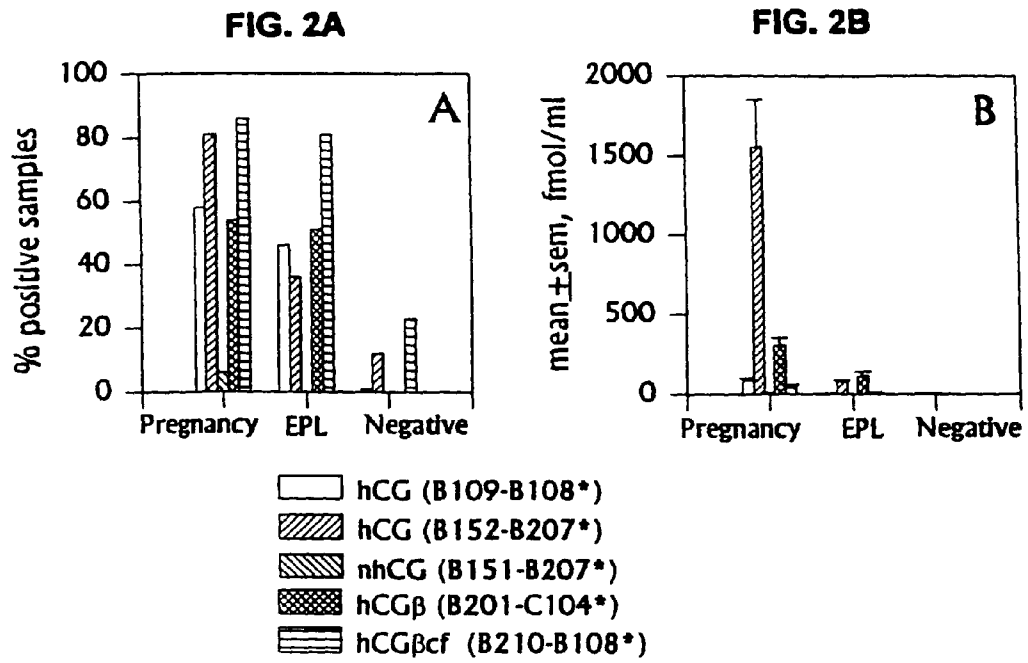 FIG. 2A
FIG. 2B
A
% positive samples
100
80
60
40
20
0
Pregnancy EPL Negative
B
mean±sem, fmol/ml
2000
1500
1000
500
0
Pregnancy EPL Negative
hCG (B109-B108*)
hCG (B152-B207*)
nhCG (B151-B207*)
hCGβ (B201-C104*)
hCGβcf (B210-B108*)